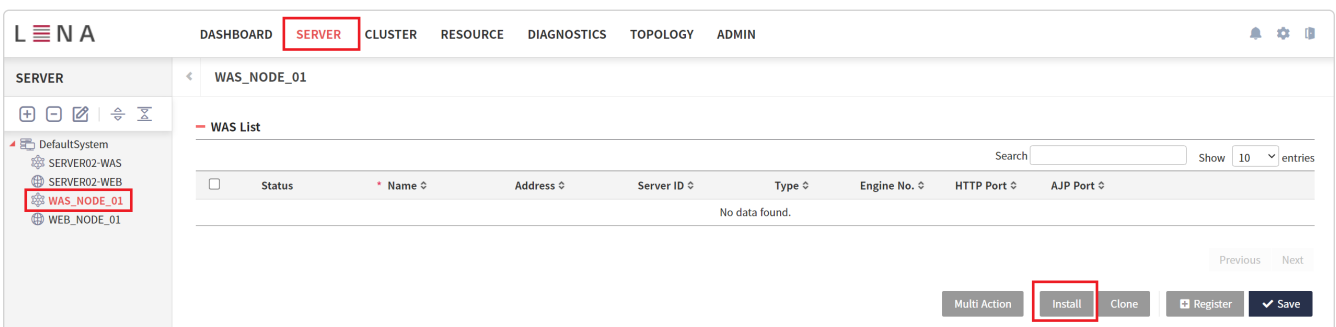 LENA
DASHBOARD SERVER CLUSTER RESOURCE DIAGNOSTICS TOPOLOGY ADMIN
SERVER
WAS_NODE_01
DefaultSystem
SERVER02-WAS
SERVER02-WEB
WAS_NODE_01
WEB_NODE_01
WAS List
Search Show 10 entries
Status * Name Address Server ID Type Engine No. HTTP Port AJP Port
No data found.
Previous Next
Multi Action Install Clone Register Save